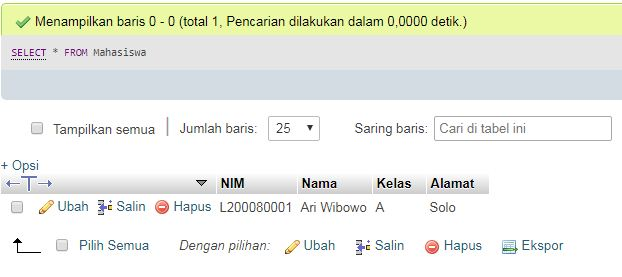 Menampilkan baris 0 - 0 (total 1, Pencarian dilakukan dalam 0,0000 detik.)
SELECT * FROM Mahasiswa
Tampilkan semua | Jumlah baris: 25 Saring baris: Cari di tabel ini
+ Opsi
NIM Nama Kelas Alamat
Ubah Salin Hapus L200080001 Ari Wibowo A Solo
Pilih Semua Dengan pilihan: Ubah Salin Hapus Ekspor